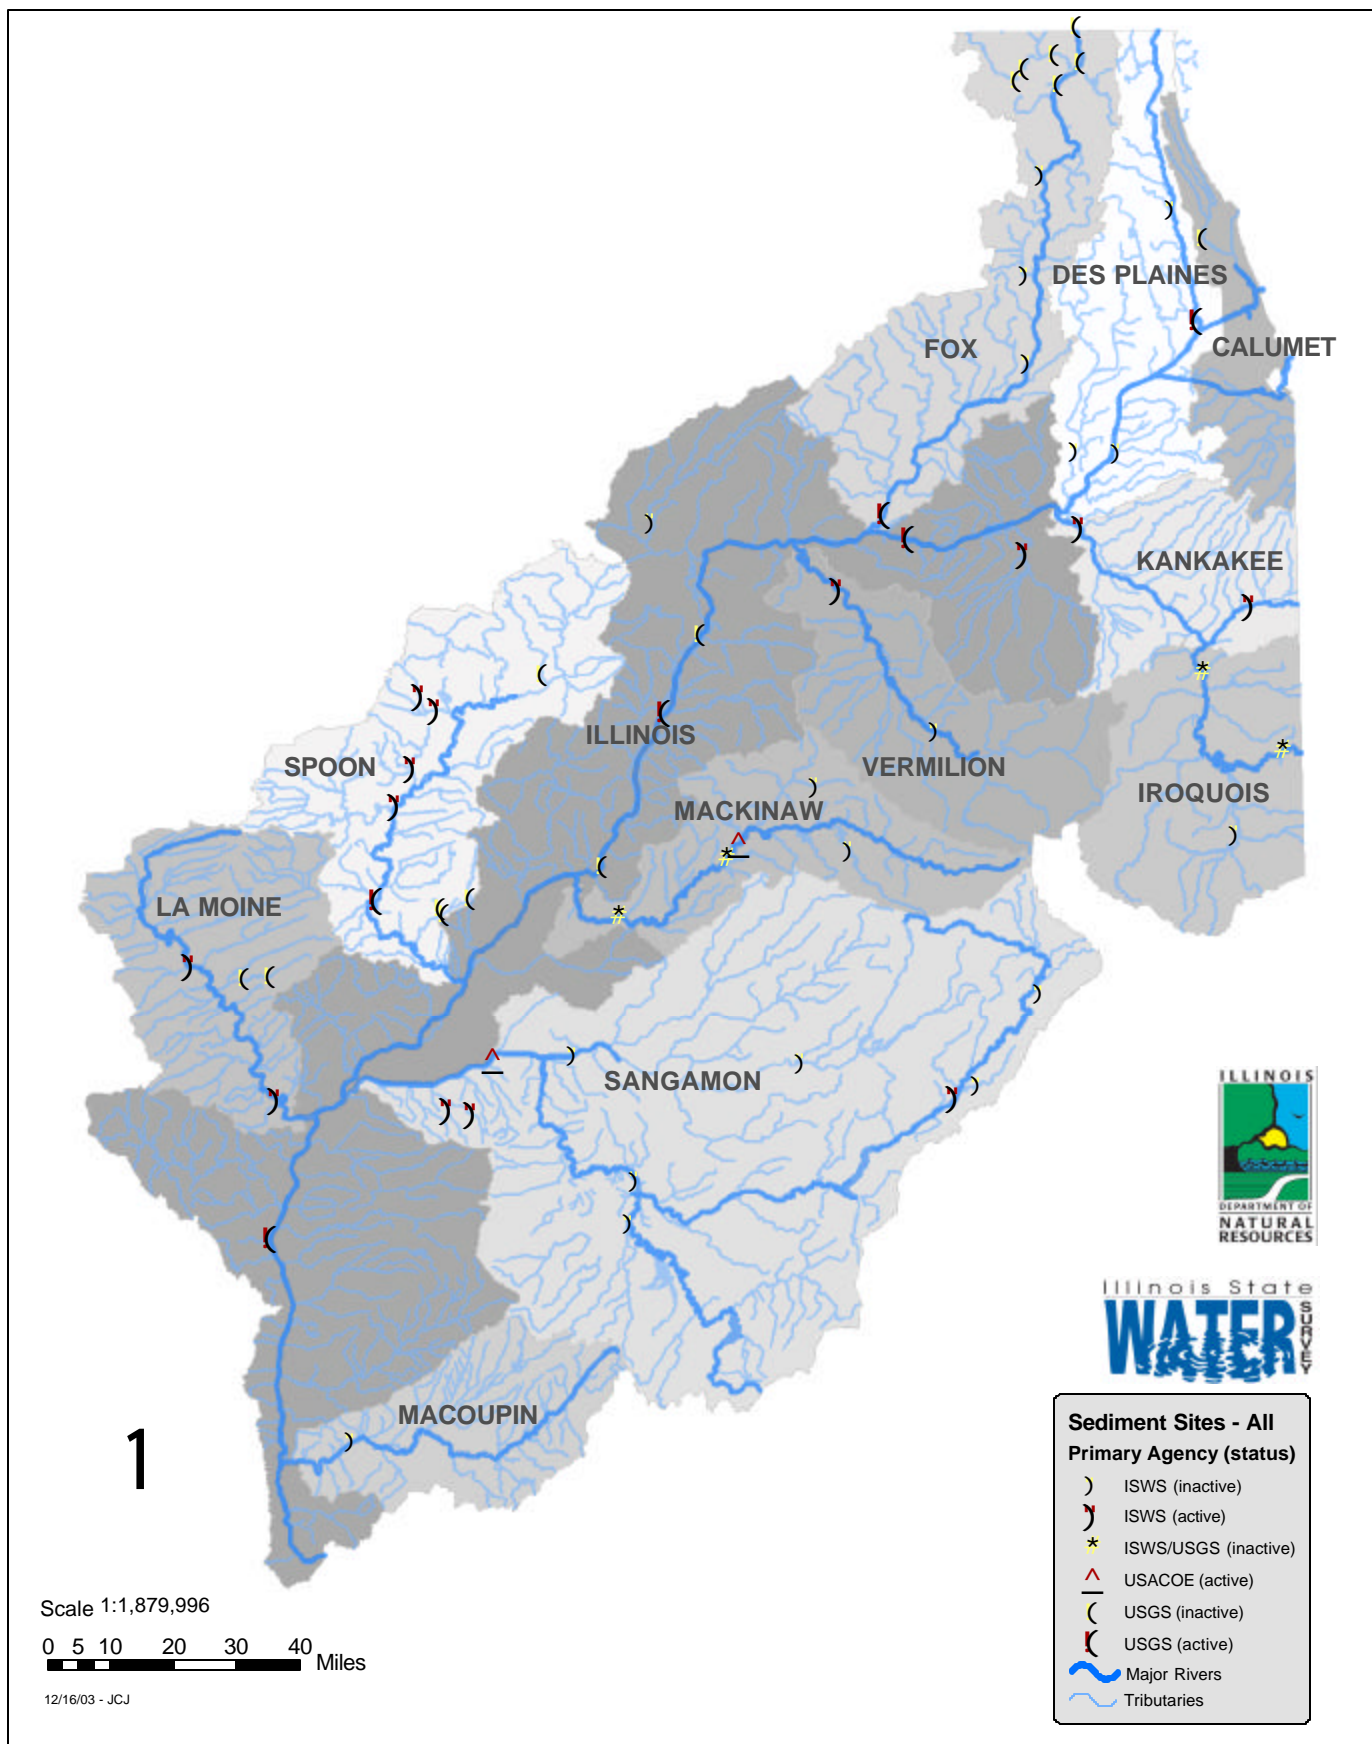 DES PLAINES
FOX
CALUMET
KANKAKEE
ILLINOIS
SPOON
VERMILION
IROQUOIS
MACKINAW
LA MOINE
SANGAMON
MACOUPIN
1
ILLINOIS
DEPARTMENT OF
NATURAL
RESOURCES
Illinois State
WATER
SURVEY
Sediment Sites - All
Primary Agency (status)
ISWS (inactive)
ISWS (active)
ISWS/USGS (inactive)
USACOE (active)
USGS (inactive)
USGS (active)
Major Rivers
Tributaries
Scale 1:1,879,996
0 5 10 20 30 40 Miles
12/16/03 - JCJ